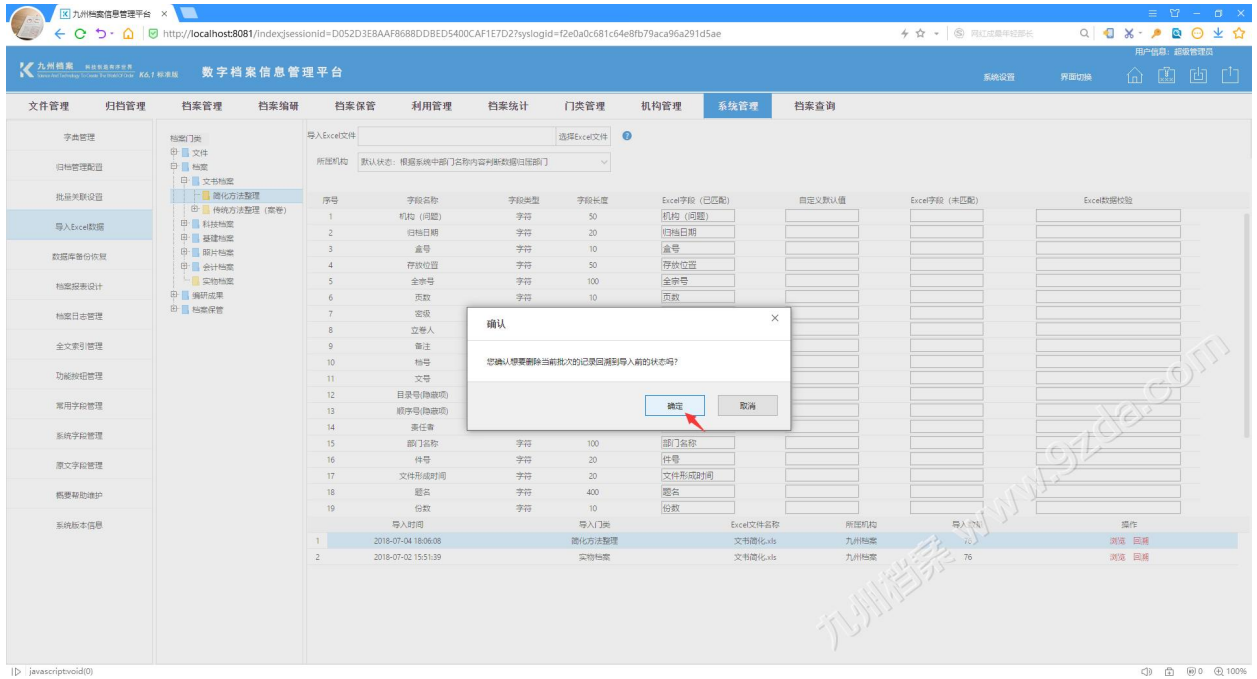 九州档案信息管理平台
http://localhost:8081/indexjsessionid=D052D3E8AAF8688DDBED5400CAF1E7D2?syslogid=f2e0a0c681c64e8fb79aca96a291d5ae
用户信息：超级管理员
九州档案 K6.1 标准版 数字档案信息管理平台
系统设置 界面切换
文件管理 归档管理 档案管理 档案编研 档案保管 利用管理 档案统计 门类管理 机构管理 系统管理 档案查询
字典管理
归档管理配置
批量关联设置
导入Excel数据
数据库备份恢复
档案报表设计
档案日志管理
全文索引管理
功能按钮管理
常用字段管理
系统字段管理
原文字段管理
概要帮助维护
系统版本信息
档案门类
文件
档案
文书档案
简化方法整理
传统方法整理（案卷）
科技档案
基建档案
照片档案
会计档案
实物档案
编研成果
档案保管
导入Excel文件 选择Excel文件
所属机构 默认状态：根据系统中部门名称内容判断数据归属部门
序号 字段名称 字段类型 字段长度 Excel字段（已匹配） 自定义默认值 Excel字段（未匹配） Excel数据校验
1 机构（问题） 字符 50 机构（问题）
2 归档日期 字符 20 归档日期
3 盒号 字符 10 盒号
4 存放位置 字符 50 存放位置
5 全宗号 字符 100 全宗号
6 页数 字符 10 页数
7 密级
8 立卷人
9 备注
10 档号
11 文号
12 目录号(隐藏项)
13 顺序号(隐藏项)
14 责任者
15 部门名称 字符 100 部门名称
16 件号 字符 20 件号
17 文件形成时间 字符 20 文件形成时间
18 题名 字符 400 题名
19 份数 字符 10 份数
确认
您确认想要删除当前批次的记录回溯到导入前的状态吗?
确定 取消
导入时间 导入门类 Excel文件名称 所属机构 操作
1 2018-07-04 18:06:08 简化方法整理 文书简化.xls 九州档案 浏览 回溯
2 2018-07-02 15:51:39 实物档案 文书简化.xls 九州档案 76 浏览 回溯
九州档案 www.9zda.com
javascript:void(0)
0 100%